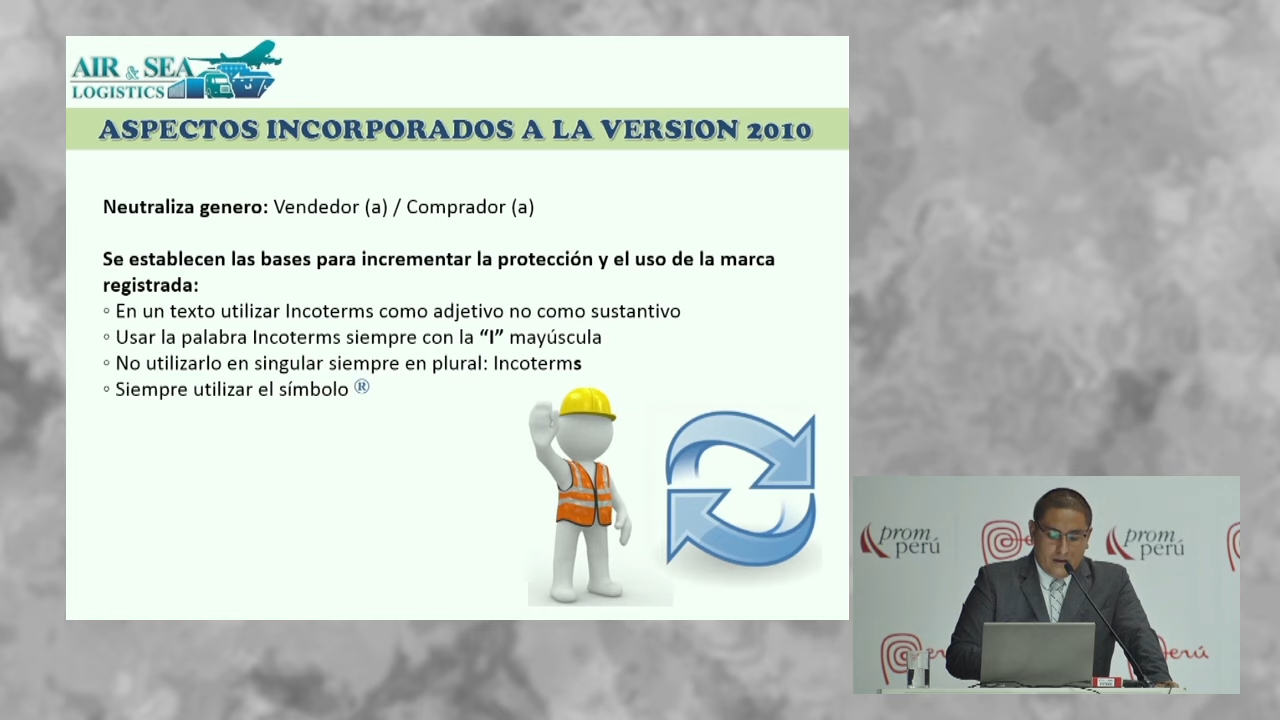 AIR & SEA
LOGISTICS
ASPECTOS INCORPORADOS A LA VERSION 2010
Neutraliza genero: Vendedor (a) / Comprador (a)
Se establecen las bases para incrementar la protección y el uso de la marca
registrada:
◦ En un texto utilizar Incoterms como adjetivo no como sustantivo
◦ Usar la palabra Incoterms siempre con la “I” mayúscula
◦ No utilizarlo en singular siempre en plural: Incoterms
◦ Siempre utilizar el símbolo ®
prom
perú
prom
perú